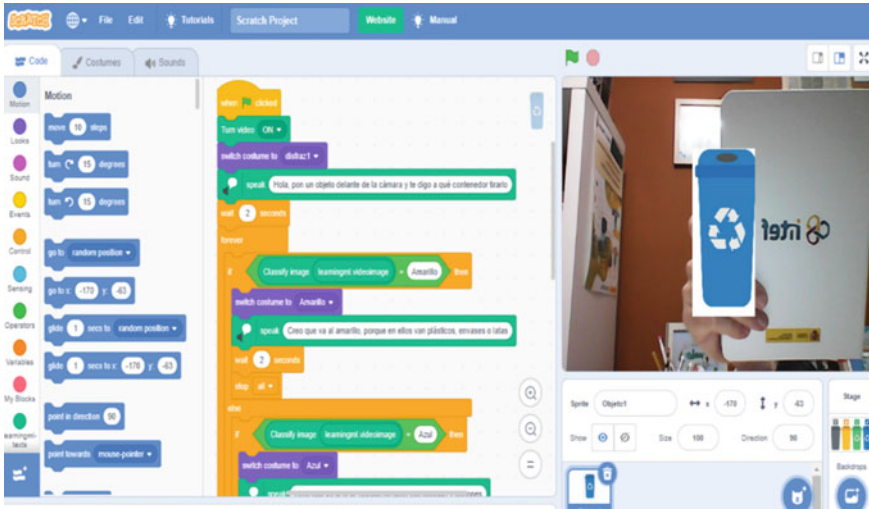 SCRATCH File Edit Tutorials Scratch Project Website Manual
Code Costumes Sounds
Motion
Looks
Sound
Events
Control
Sensing
Operators
Variables
My Blocks
learningml-texts
Motion
move 10 steps
turn 15 degrees
turn 15 degrees
go to random position
go to x: -170 y: -63
glide 1 secs to random position
glide 1 secs to x: -170 y: -63
point in direction 90
point towards mouse-pointer
when clicked
Turn video ON
switch costume to disfraz1
speak Hola, pon un objeto delante de la cámara y te digo a qué contenedor tirarlo
wait 2 seconds
forever
if Classify image learningml videoimage = Amarillo then
switch costume to Amarillo
speak Creo que va al amarillo, porque en ellos van plásticos, envases o latas
wait 2 seconds
stop all
else
if Classify image learningml videoimage = Azul then
switch costume to Azul
intef
Sprite Objeto1 x -170 y -63
Show Size 100 Direction 90
Stage
Backdrops